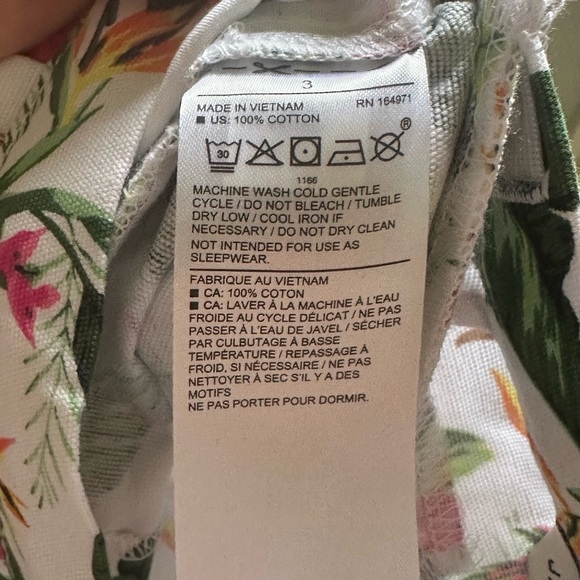 3
MADE IN VIETNAM RN 164971
■ US: 100% COTTON
30 ®
1166
MACHINE WASH COLD GENTLE
CYCLE / DO NOT BLEACH / TUMBLE
DRY LOW / COOL IRON IF
NECESSARY / DO NOT DRY CLEAN
NOT INTENDED FOR USE AS
SLEEPWEAR.
FABRIQUE AU VIETNAM
■ CA: 100% COTON
■ CA: LAVER À LA MACHINE À L'EAU
FROIDE AU CYCLE DÉLICAT / NE PAS
PASSER À L'EAU DE JAVEL / SÉCHER
PAR CULBUTAGE À BASSE
TEMPÉRATURE / REPASSAGE À
FROID, SI NÉCESSAIRE / NE PAS
NETTOYER À SEC S'IL Y A DES
MOTIFS
NE PAS PORTER POUR DORMIR.